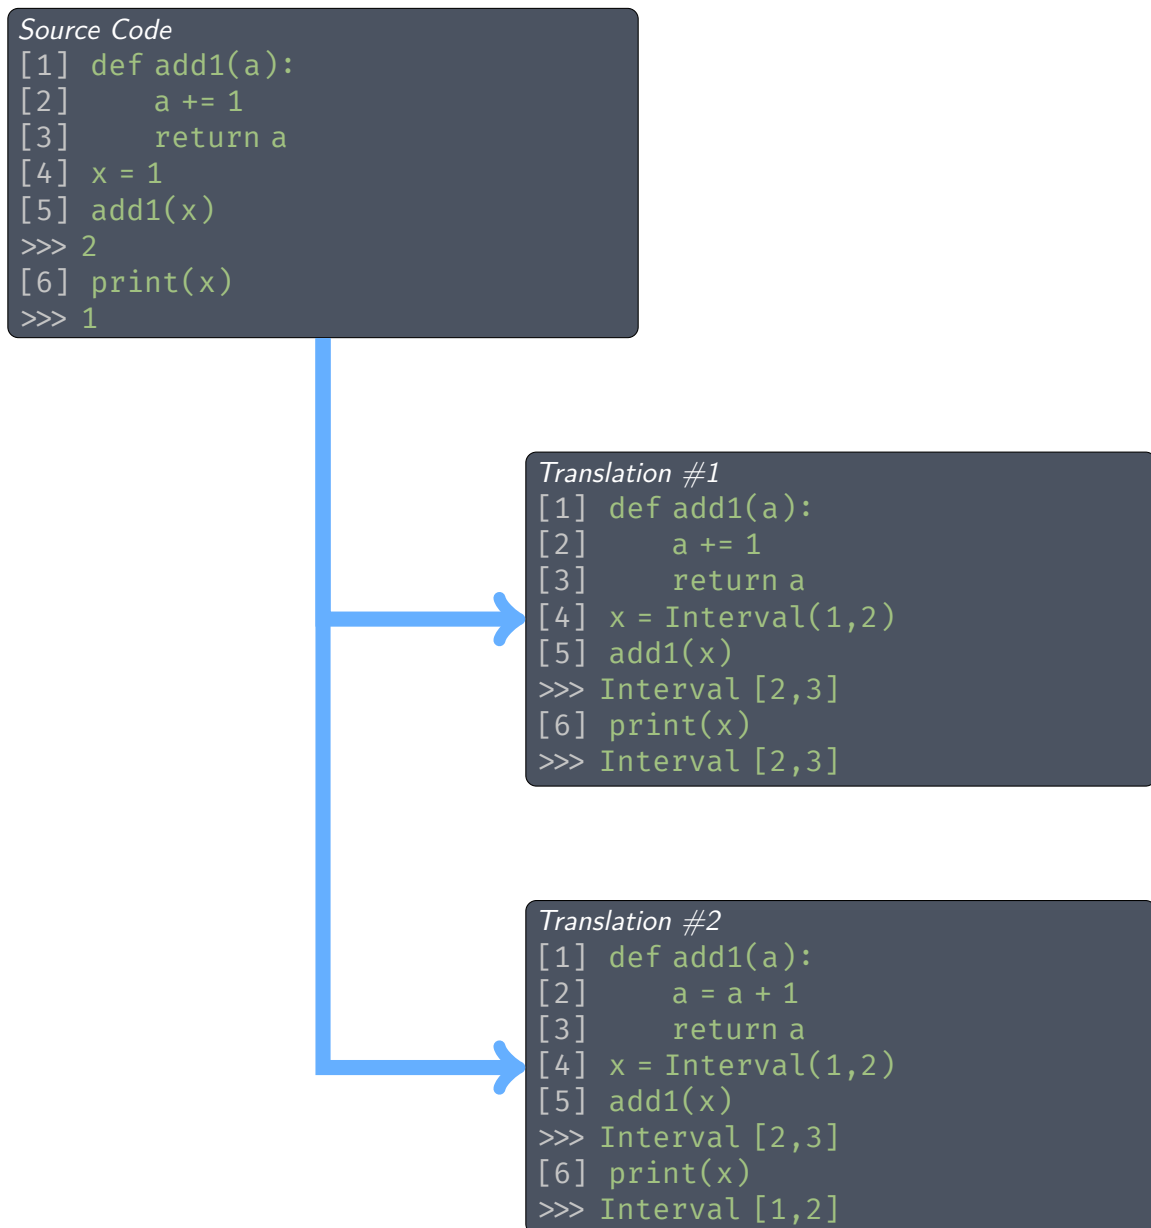 Source Code
[1] def add1(a):
[2]     a += 1
[3]     return a
[4] x = 1
[5] add1(x)
>>> 2
[6] print(x)
>>> 1
Translation #1
[1] def add1(a):
[2]     a += 1
[3]     return a
[4] x = Interval(1,2)
[5] add1(x)
>>> Interval [2,3]
[6] print(x)
>>> Interval [2,3]
Translation #2
[1] def add1(a):
[2]     a = a + 1
[3]     return a
[4] x = Interval(1,2)
[5] add1(x)
>>> Interval [2,3]
[6] print(x)
>>> Interval [1,2]